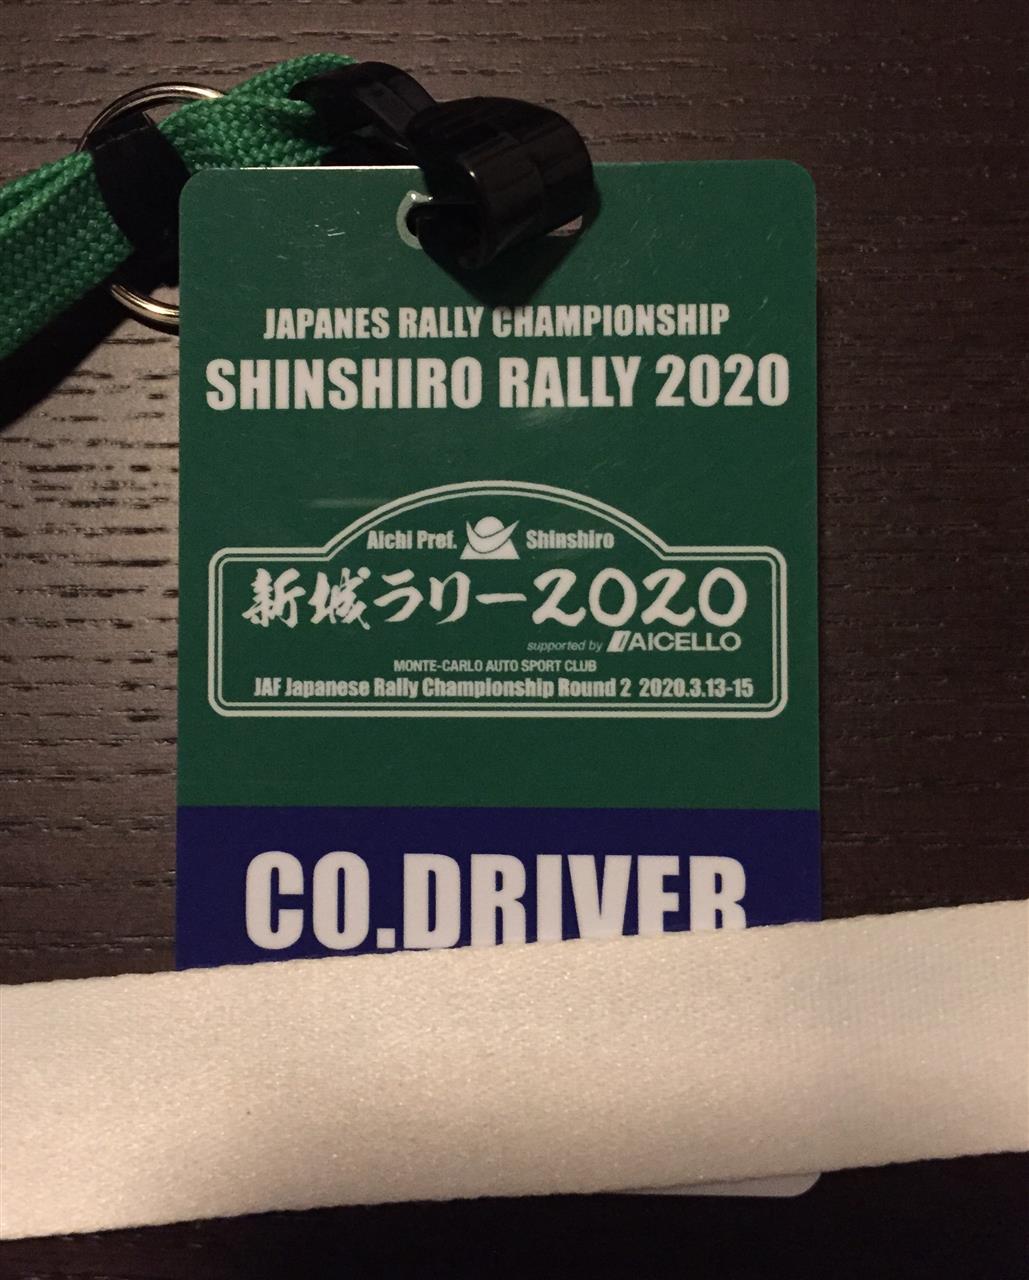 JAPANES RALLY CHAMPIONSHIP
SHINSHIRO RALLY 2020
Aichi Pref. Shinshiro
新城ラリー2020
supported by AICELLO
MONTE-CARLO AUTO SPORT CLUB
JAF Japanese Rally Championship Round 2 2020.3.13-15
CO.DRIVER